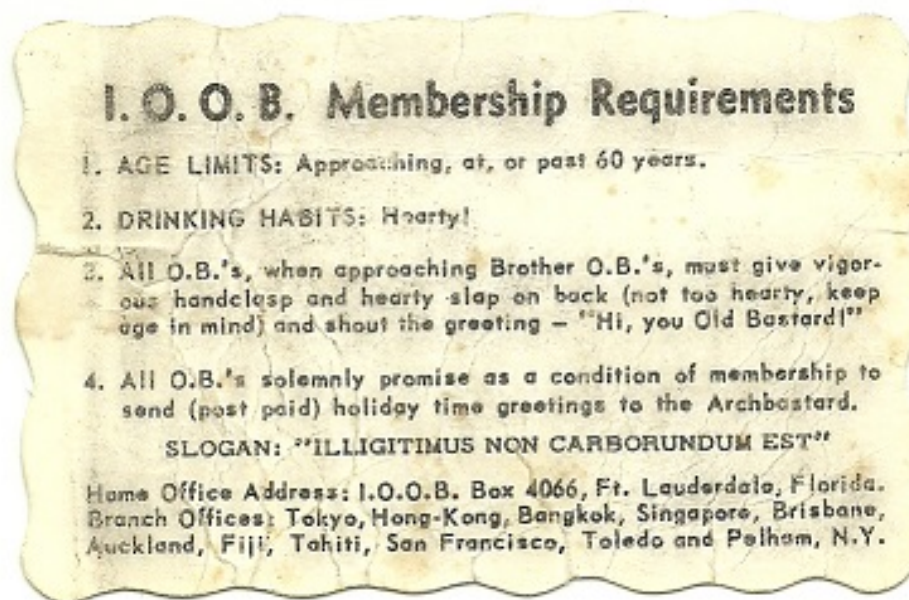 I.O.O.B. Membership Requirements
1. AGE LIMITS: Approaching, at, or past 60 years.
2. DRINKING HABITS: Hearty!
3. All O.B.'s, when approaching Brother O.B.'s, must give vigor-
ous handclasp and hearty slap on back (not too hearty, keep
age in mind) and shout the greeting – "Hi, you Old Bastard!"
4. All O.B.'s solemnly promise as a condition of membership to
send (post paid) holiday time greetings to the Archbastard.
SLOGAN: "ILLIGITIMUS NON CARBORUNDUM EST"
Home Office Address: I.O.O.B. Box 4066, Ft. Lauderdale, Florida.
Branch Offices: Tokyo, Hong-Kong, Bangkok, Singapore, Brisbane,
Auckland, Fiji, Tahiti, San Francisco, Toledo and Pelham, N.Y.